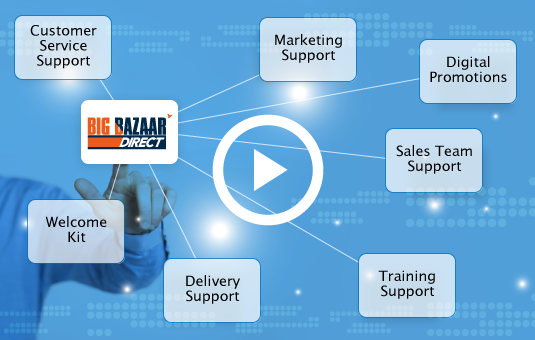 Customer
Service
Support
Marketing
Support
Digital
Promotions
BIG BAZAAR
DIRECT
Sales Team
Support
Welcome
Kit
Delivery
Support
Training
Support